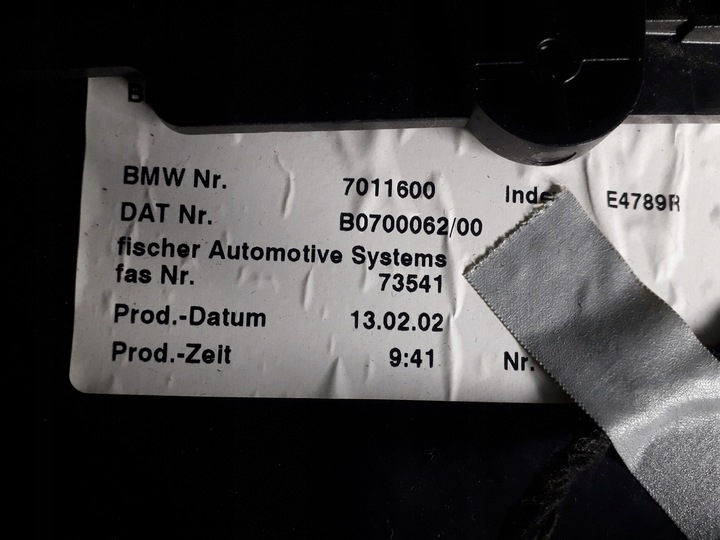 B
BMW Nr. 7011600 Inde E4789R
DAT Nr. B0700062/00
fischer Automotive Systems
fas Nr. 73541
Prod.-Datum 13.02.02
Prod.-Zeit 9:41 Nr.